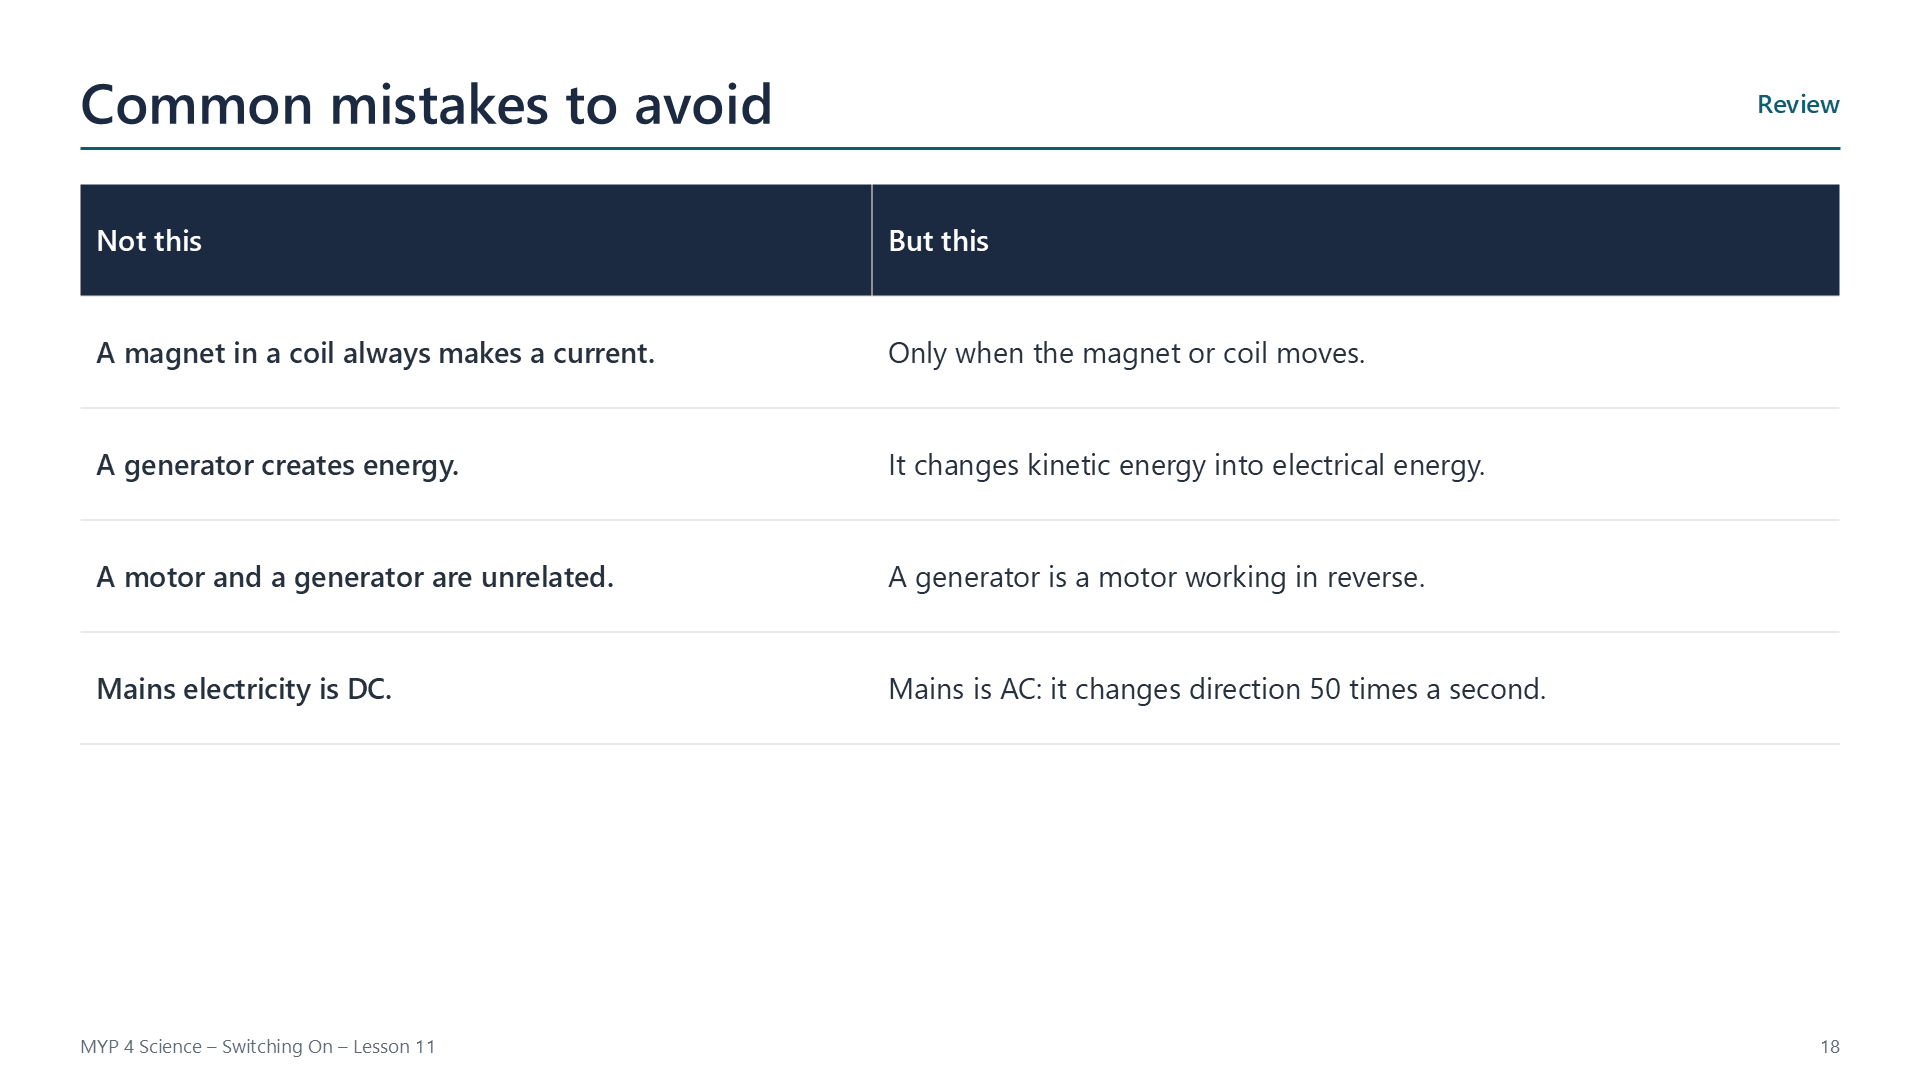 Common mistakes to avoid
Review
Not this
But this
A magnet in a coil always makes a current.
Only when the magnet or coil moves.
A generator creates energy.
It changes kinetic energy into electrical energy.
A motor and a generator are unrelated.
A generator is a motor working in reverse.
Mains electricity is DC.
Mains is AC: it changes direction 50 times a second.
MYP 4 Science – Switching On – Lesson 11
18